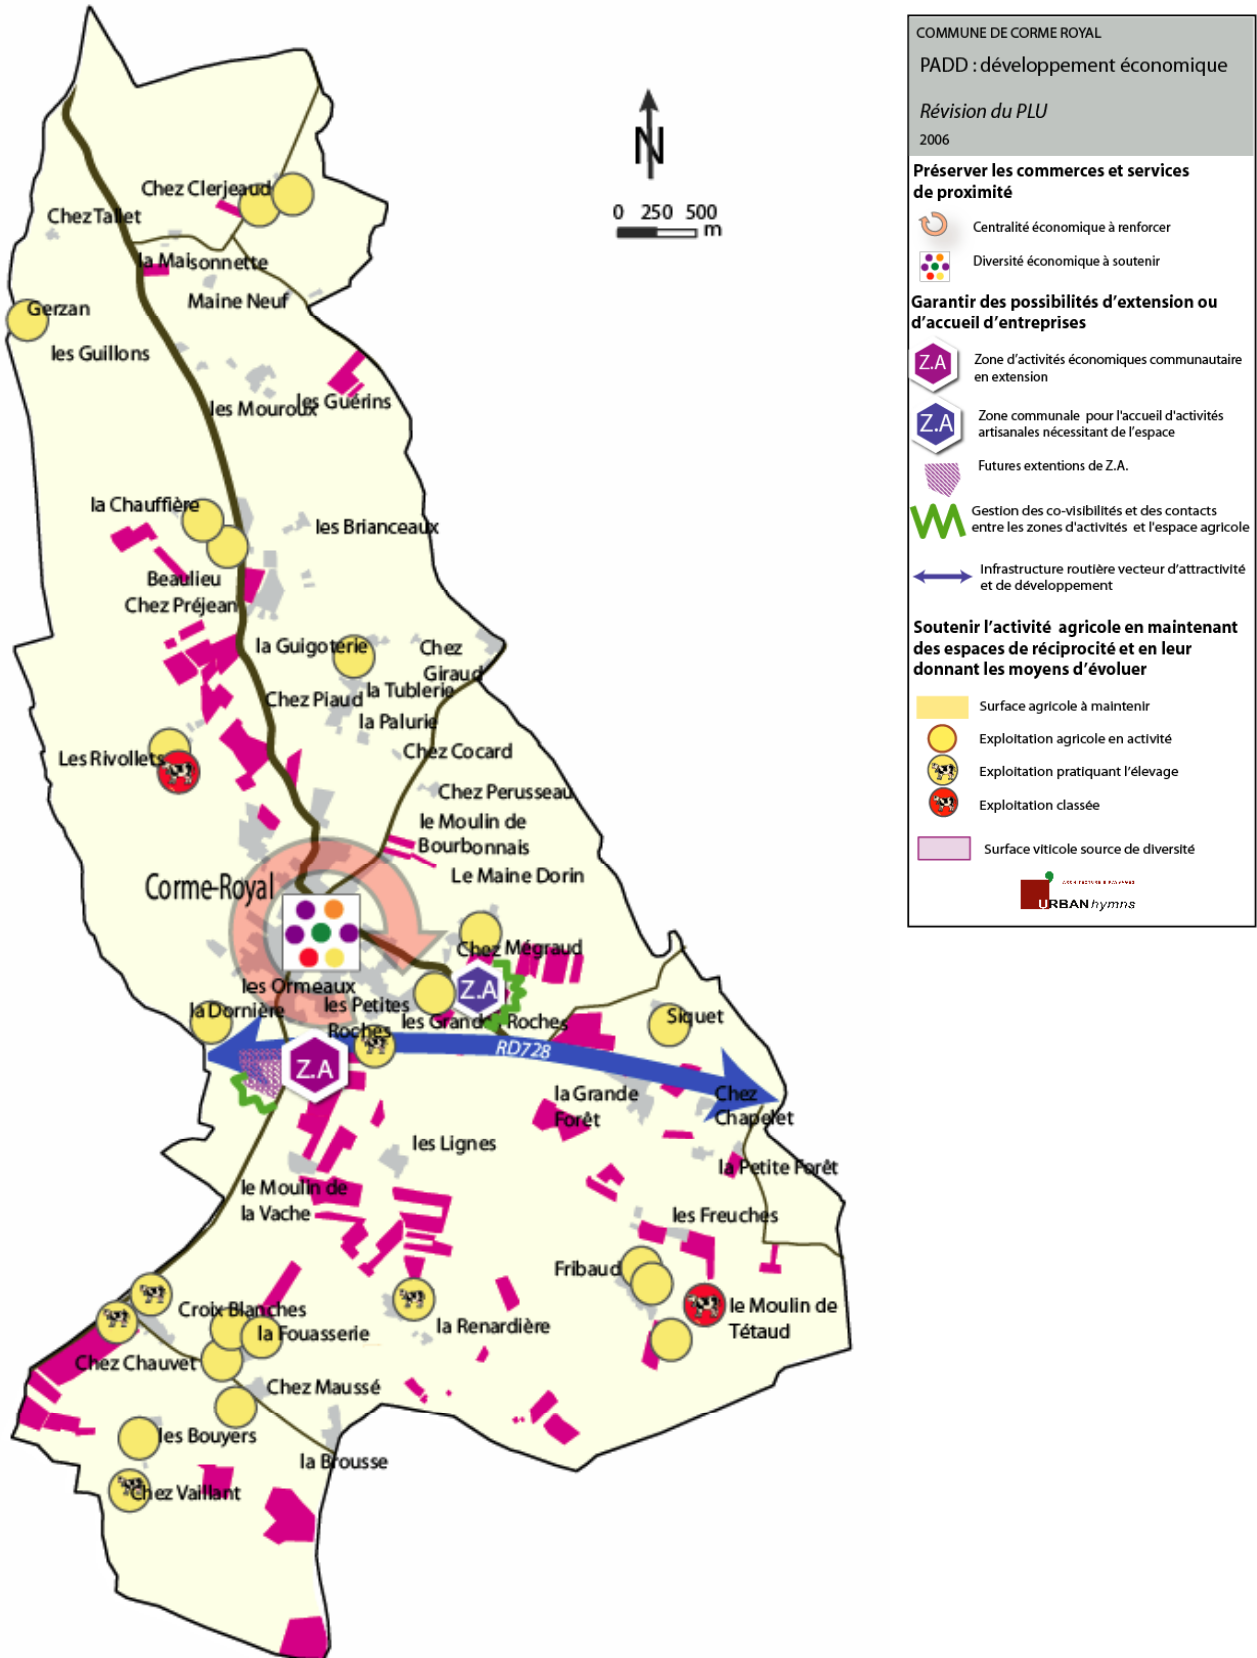 COMMUNE DE CORME ROYAL
PADD : développement économique
Révision du PLU
2006
Préserver les commerces et services
de proximité
Centralité économique à renforcer
Diversité économique à soutenir
Garantir des possibilités d'extension ou
d'accueil d'entreprises
Z.A
Zone d'activités économiques communautaire
en extension
Z.A
Zone communale pour l'accueil d'activités
artisanales nécessitant de l'espace
Futures extentions de Z.A.
Gestion des co-visibilités et des contacts
entre les zones d'activités et l'espace agricole
Infrastructure routière vecteur d'attractivité
et de développement
Soutenir l'activité agricole en maintenant
des espaces de réciprocité et en leur
donnant les moyens d'évoluer
Surface agricole à maintenir
Exploitation agricole en activité
Exploitation pratiquant l'élevage
Exploitation classée
Surface viticole source de diversité
URBAN hymns
N
0 250 500
m
Chez Clerjeaud
Chez Tallet
la Maisonnette
Maine Neuf
Gerzan
les Guillons
les Mouroux
les Guérins
la Chauffière
les Brianceaux
Beaulieu
Chez Préjean
la Guigoterie
Chez
Giraud
la Tublerie
Chez Piaud
la Palurie
Chez Cocard
Les Rivollets
Chez Perusseau
le Moulin de
Bourbonnais
Le Maine Dorin
Corme-Royal
Chez Mégraud
les Ormeaux
Z.A
la Dornière
les Petites
Roches
les Grands Roches
Siquet
RD728
Z.A
la Grande
Forêt
Chez
Chapelet
les Lignes
la Petite Forêt
le Moulin de
la Vache
les Freuches
Fribaud
Croix Blanches
la Fouasserie
la Renardière
le Moulin de
Tétaud
Chez Chauvet
Chez Maussé
les Bouyers
la Brousse
Chez Vaillant